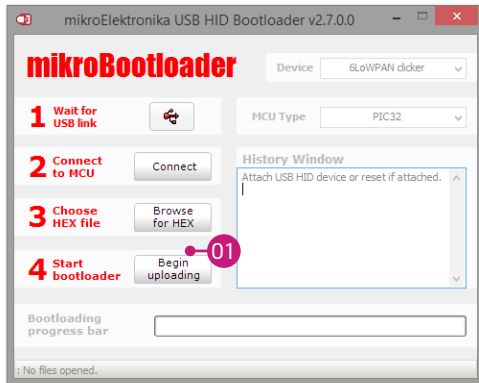 mikroElektronika USB HID Bootloader v2.7.0.0
mikroBootloader
Device
6LoWPAN clicker
1 Wait for
USB link
MCU Type
PIC32
2 Connect
to MCU
Connect
History Window
Attach USB HID device or reset if attached.
3 Choose
HEX file
Browse
for HEX
01
4 Start
bootloader
Begin
uploading
Bootloading
progress bar
: No files opened.